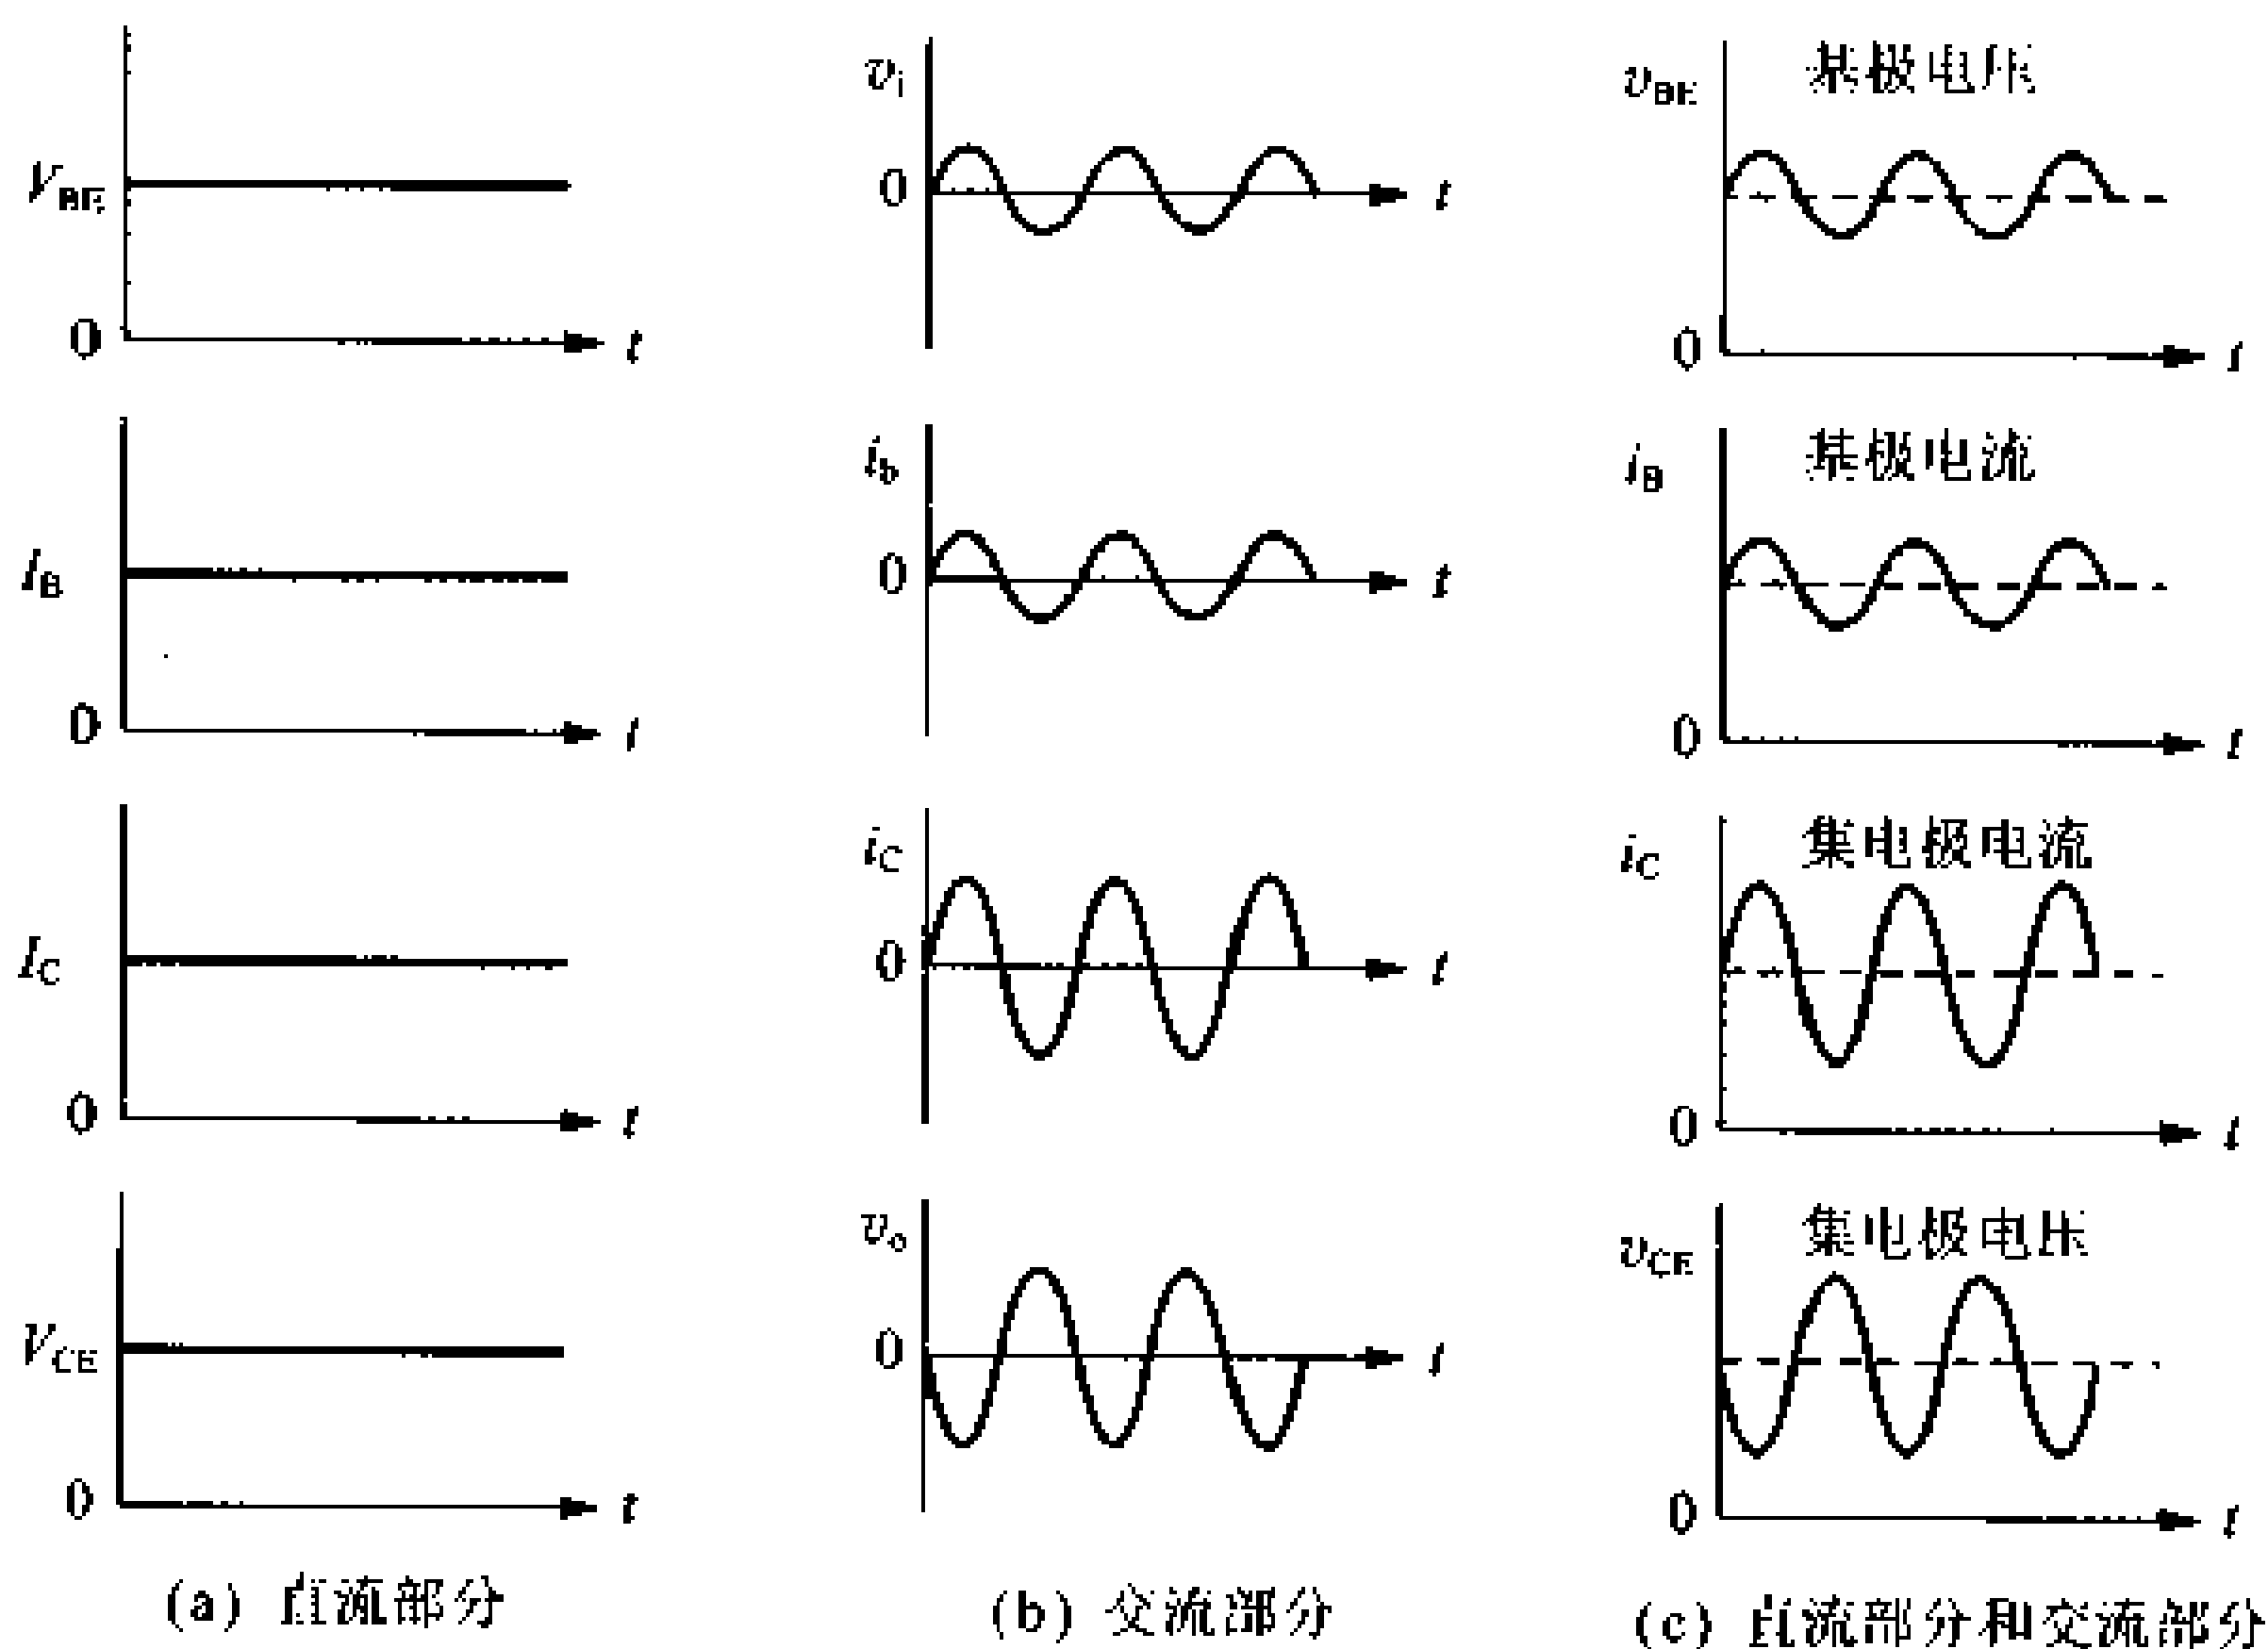 V_BE
0
t
v_i
0
t
v_BE 基极电压
0
t
I_B
0
t
i_b
0
t
i_B 基极电流
0
t
I_C
0
t
i_C
0
t
i_C 集电极电流
0
t
V_CE
0
t
v_o
0
t
v_CE 集电极电压
0
t
(a) 直流部分
(b) 交流部分
(c) 直流部分和交流部分